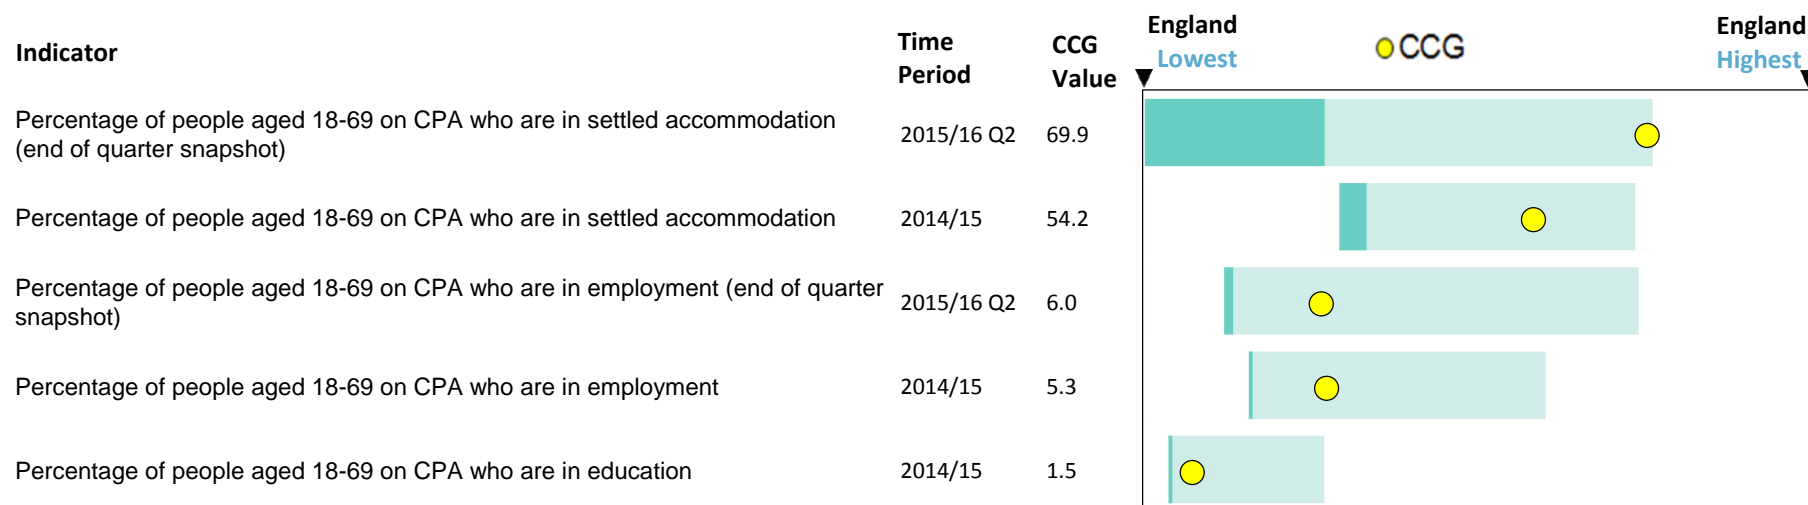 Indicator
Time
Period
CCG
Value
England
Lowest
CCG
England
Highest
Percentage of people aged 18-69 on CPA who are in settled accommodation
(end of quarter snapshot)
2015/16 Q2
69.9
Percentage of people aged 18-69 on CPA who are in settled accommodation
2014/15
54.2
Percentage of people aged 18-69 on CPA who are in employment (end of quarter
snapshot)
2015/16 Q2
6.0
Percentage of people aged 18-69 on CPA who are in employment
2014/15
5.3
Percentage of people aged 18-69 on CPA who are in education
2014/15
1.5